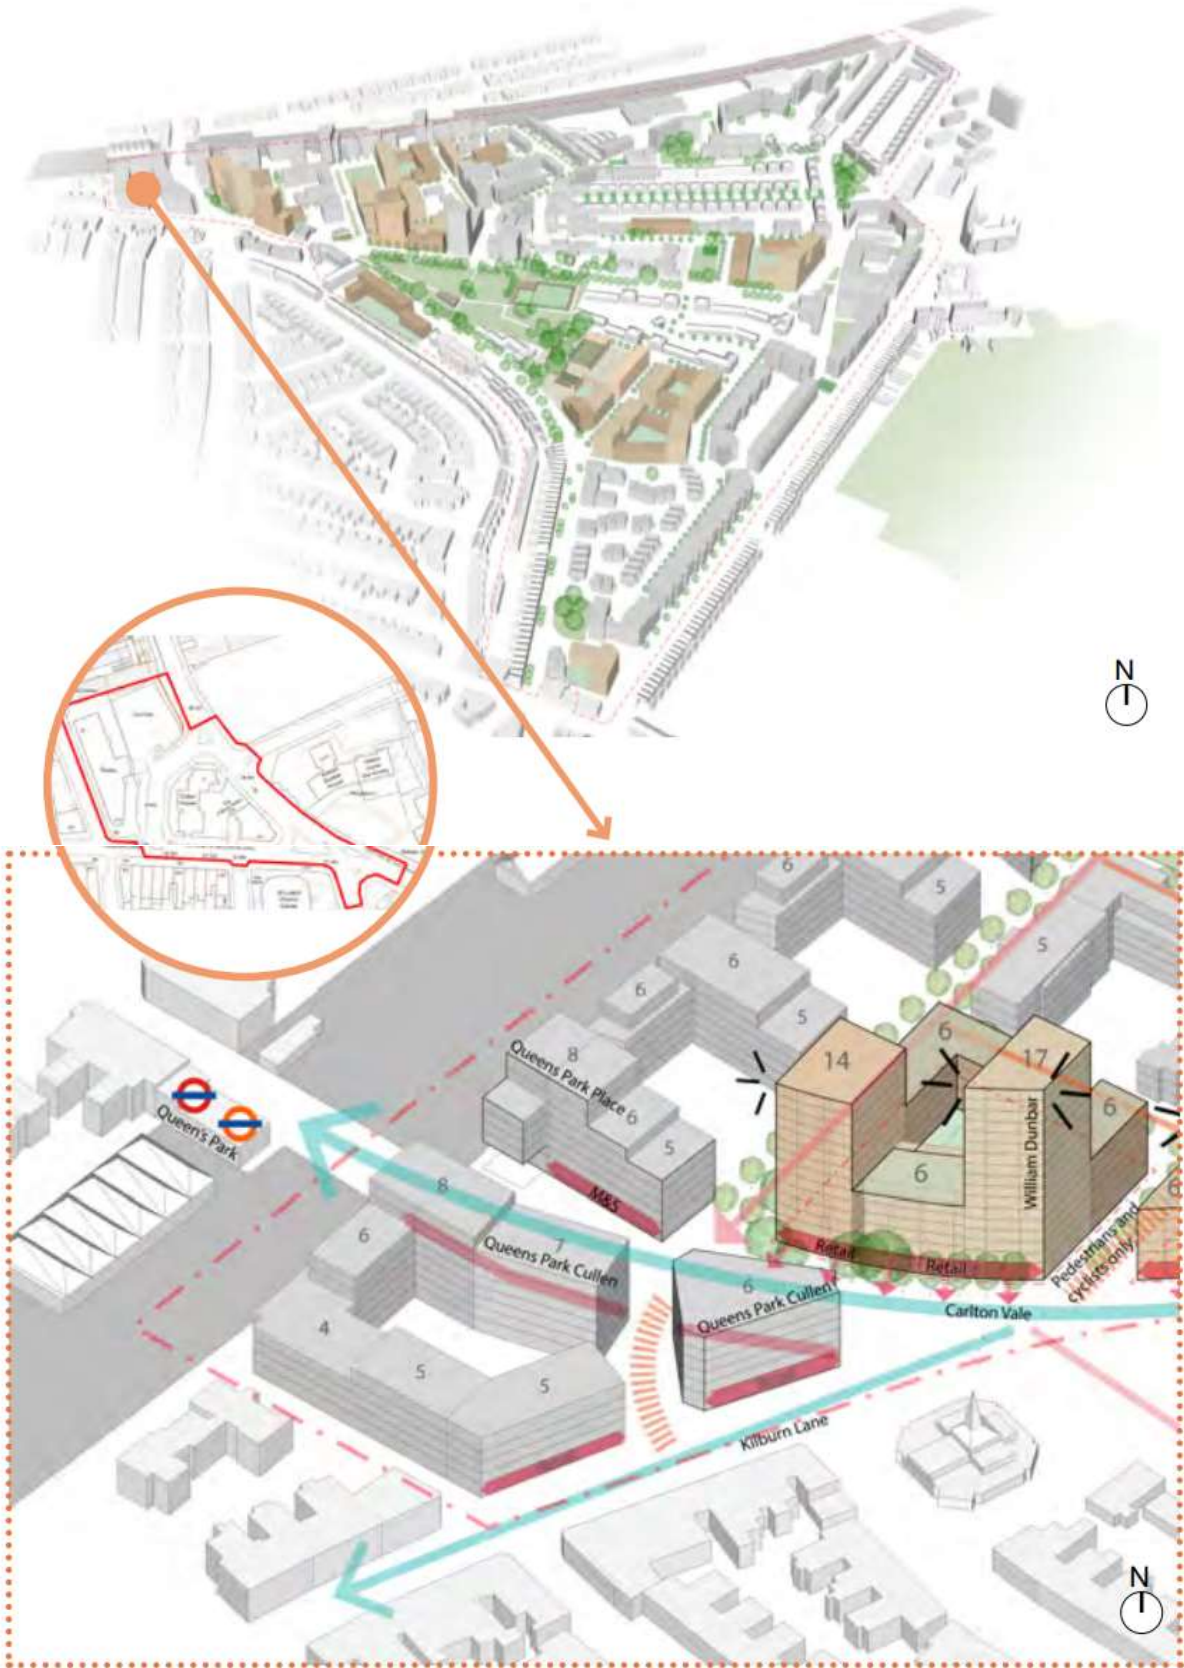 N
6
5
6
5
6
5
8
Queens Park Place
6
5
M&S
14
6
17
6
6
William Dunbar
6
Retail
Retail
Pedestrians and
cyclists only
Carlton Vale
Queen's Park
8
7
6
Queens Park Cullen
4
5
5
6
Queens Park Cullen
Kilburn Lane
N